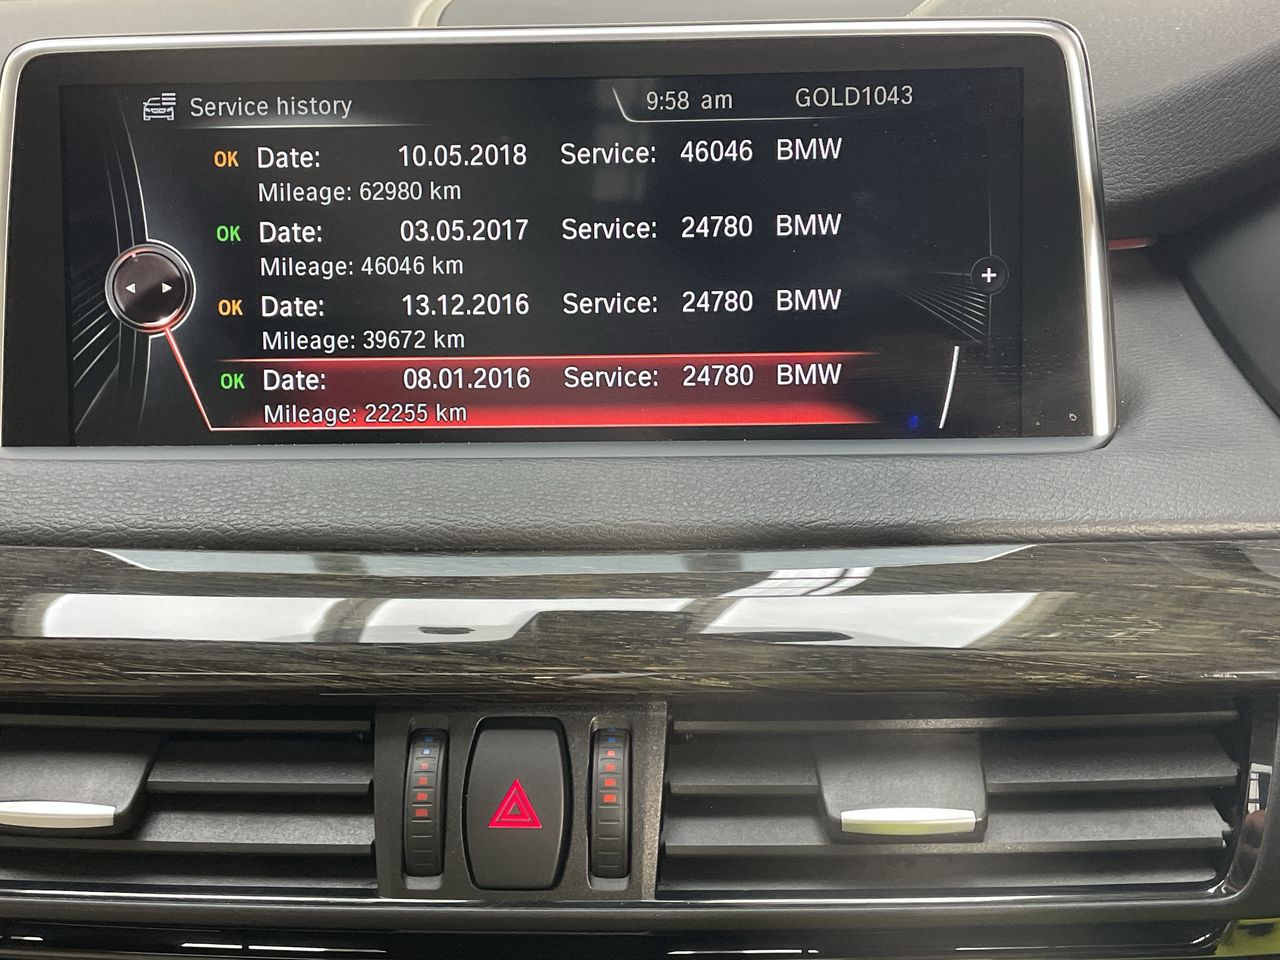 Service history 9:58 am GOLD1043
OK Date: 10.05.2018 Service: 46046 BMW
Mileage: 62980 km
OK Date: 03.05.2017 Service: 24780 BMW
Mileage: 46046 km
OK Date: 13.12.2016 Service: 24780 BMW
Mileage: 39672 km
OK Date: 08.01.2016 Service: 24780 BMW
Mileage: 22255 km